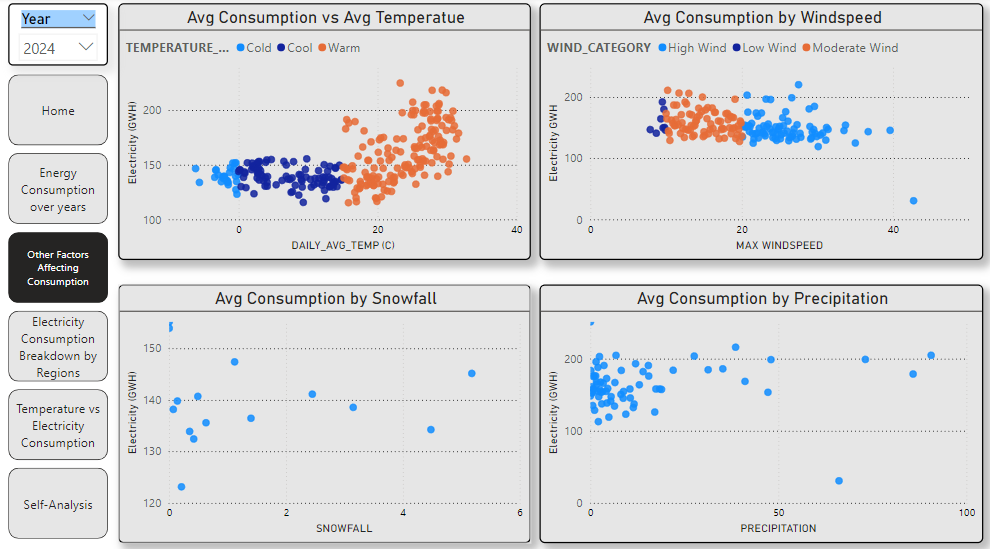 Year
2024
Home
Energy
Consumption
over years
Other Factors
Affecting
Consumption
Electricity
Consumption
Breakdown by
Regions
Temperature vs
Electricity
Consumption
Self-Analysis
Avg Consumption vs Avg Temperatue
TEMPERATURE_... Cold Cool Warm
Electricity (GWH)
200
150
100
0 20 40
DAILY_AVG_TEMP (C)
Avg Consumption by Windspeed
WIND_CATEGORY High Wind Low Wind Moderate Wind
Electricity GWH
200
100
0
0 20 40
MAX WINDSPEED
Avg Consumption by Snowfall
Electricity (GWH)
150
140
130
120
0 2 4 6
SNOWFALL
Avg Consumption by Precipitation
Electricity (GWH)
200
100
0
0 50 100
PRECIPITATION